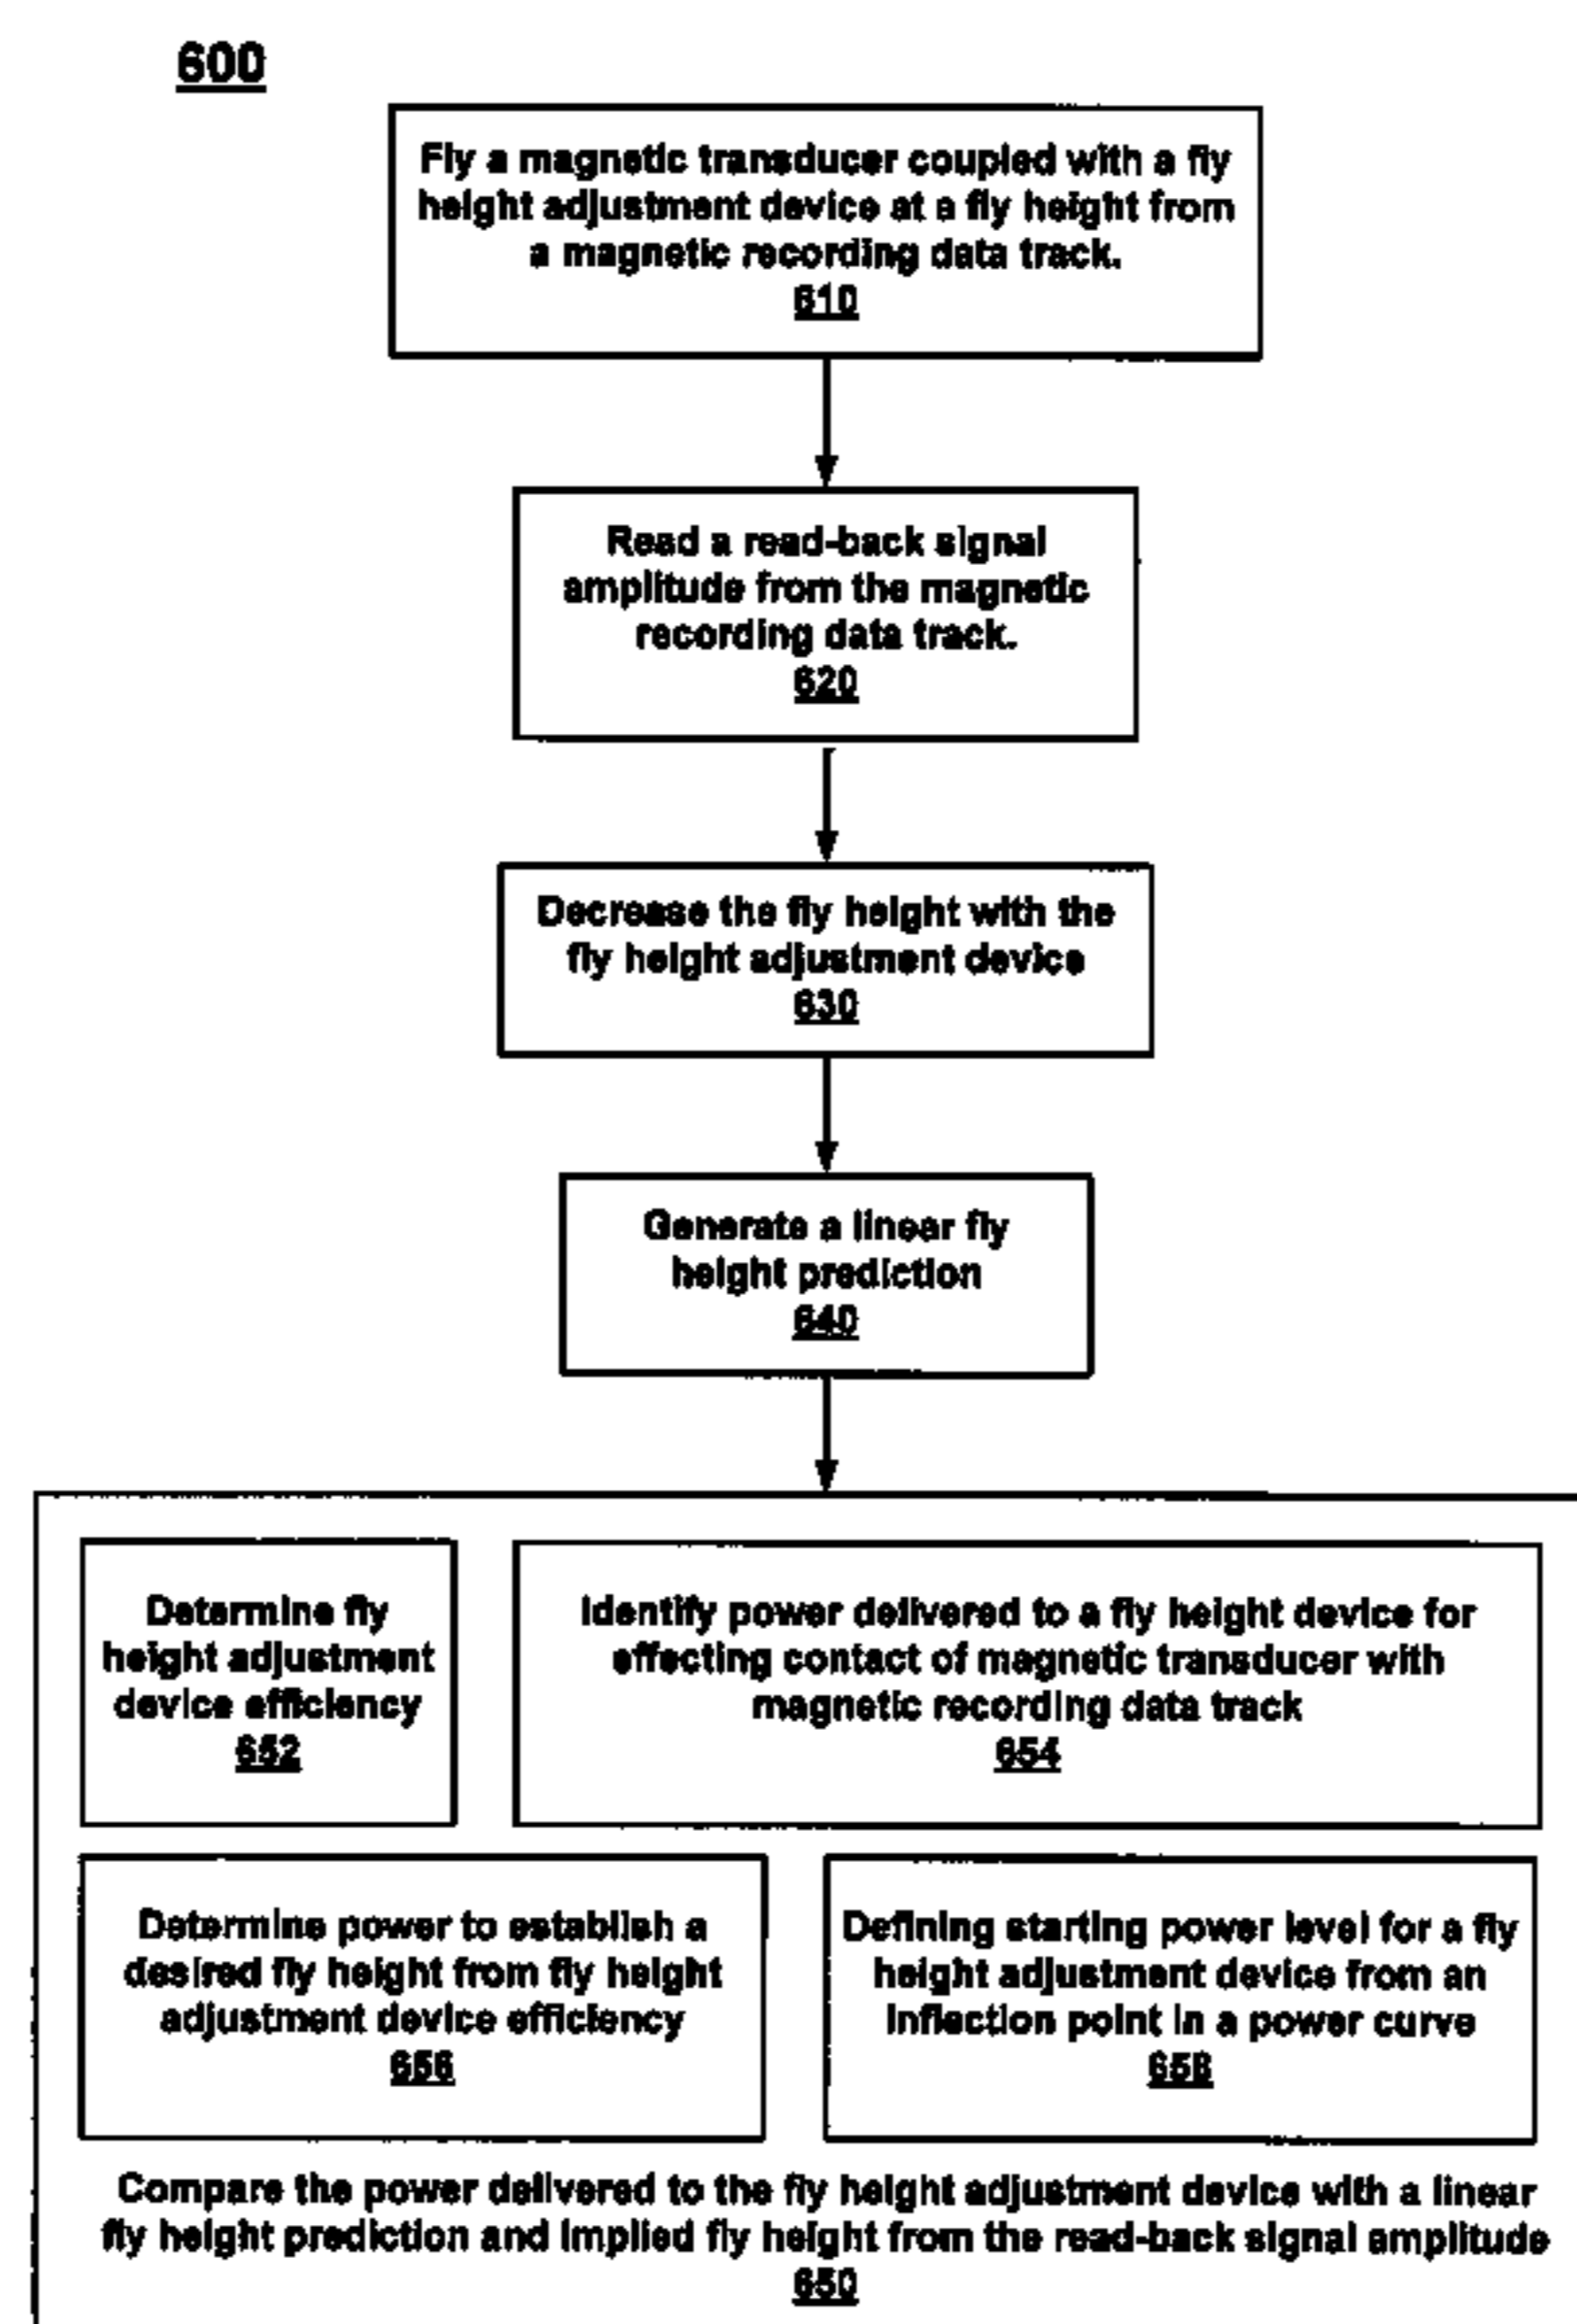 600
Fly a magnetic transducer coupled with a fly
height adjustment device at a fly height from
a magnetic recording data track.
610
Read a read-back signal
amplitude from the magnetic
recording data track.
620
Decrease the fly height with the
fly height adjustment device
630
Generate a linear fly
height prediction
640
Determine fly
height adjustment
device efficiency
652
Identify power delivered to a fly height device for
effecting contact of magnetic transducer with
magnetic recording data track
654
Determine power to establish a
desired fly height from fly height
adjustment device efficiency
656
Defining starting power level for a fly
height adjustment device from an
inflection point in a power curve
658
Compare the power delivered to the fly height adjustment device with a linear
fly height prediction and implied fly height from the read-back signal amplitude
650